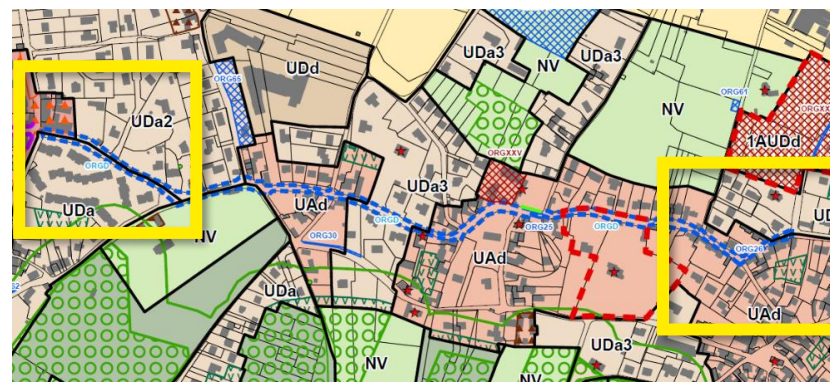 UDa3
UDa3
UDd
NV
ORG65
ORG61
NV
ORGXX
UDa2
1AUDd
ORGXXV
ORGD
UDa3
UDa
UAd
ORGD
ORG25
ORGD
NV
ORG30
UAd
ORG26
UDa
UAd
UDa3
NV
NV